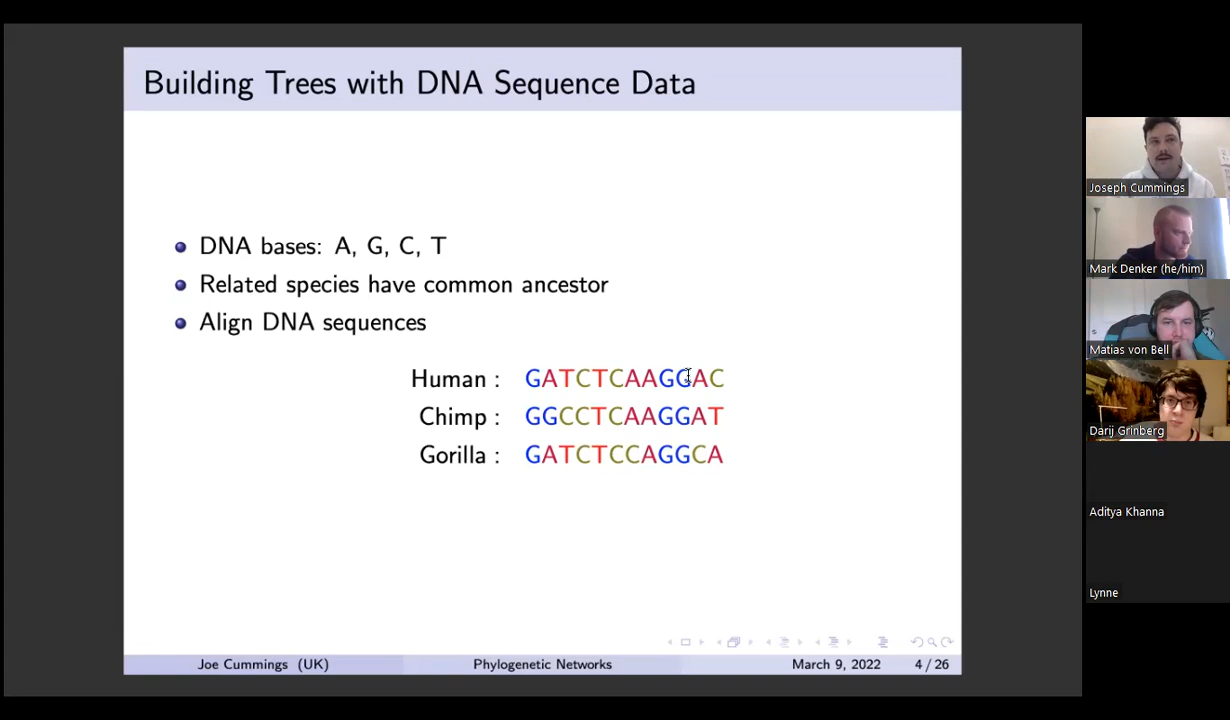 Building Trees with DNA Sequence Data
DNA bases: A, G, C, T
Related species have common ancestor
Align DNA sequences
Human : GATCTCAAGGAC
Chimp : GGCCTCAAGGAT
Gorilla : GATCTCCAGGCA
Joe Cummings (UK)
Phylogenetic Networks
March 9, 2022
4 / 26
Joseph Cummings
Mark Denker (he/him)
Matias von Bell
Darij Grinberg
Aditya Khanna
Lynne